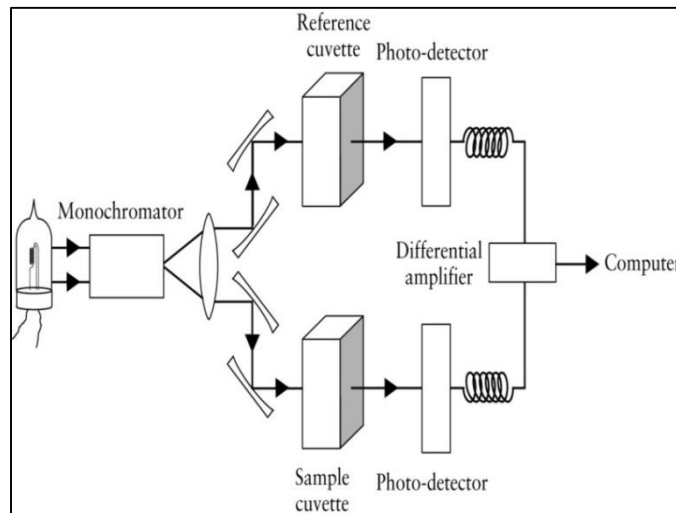 Reference
cuvette
Photo-detector
Monochromator
Differential
amplifier
Computer
Sample
cuvette
Photo-detector